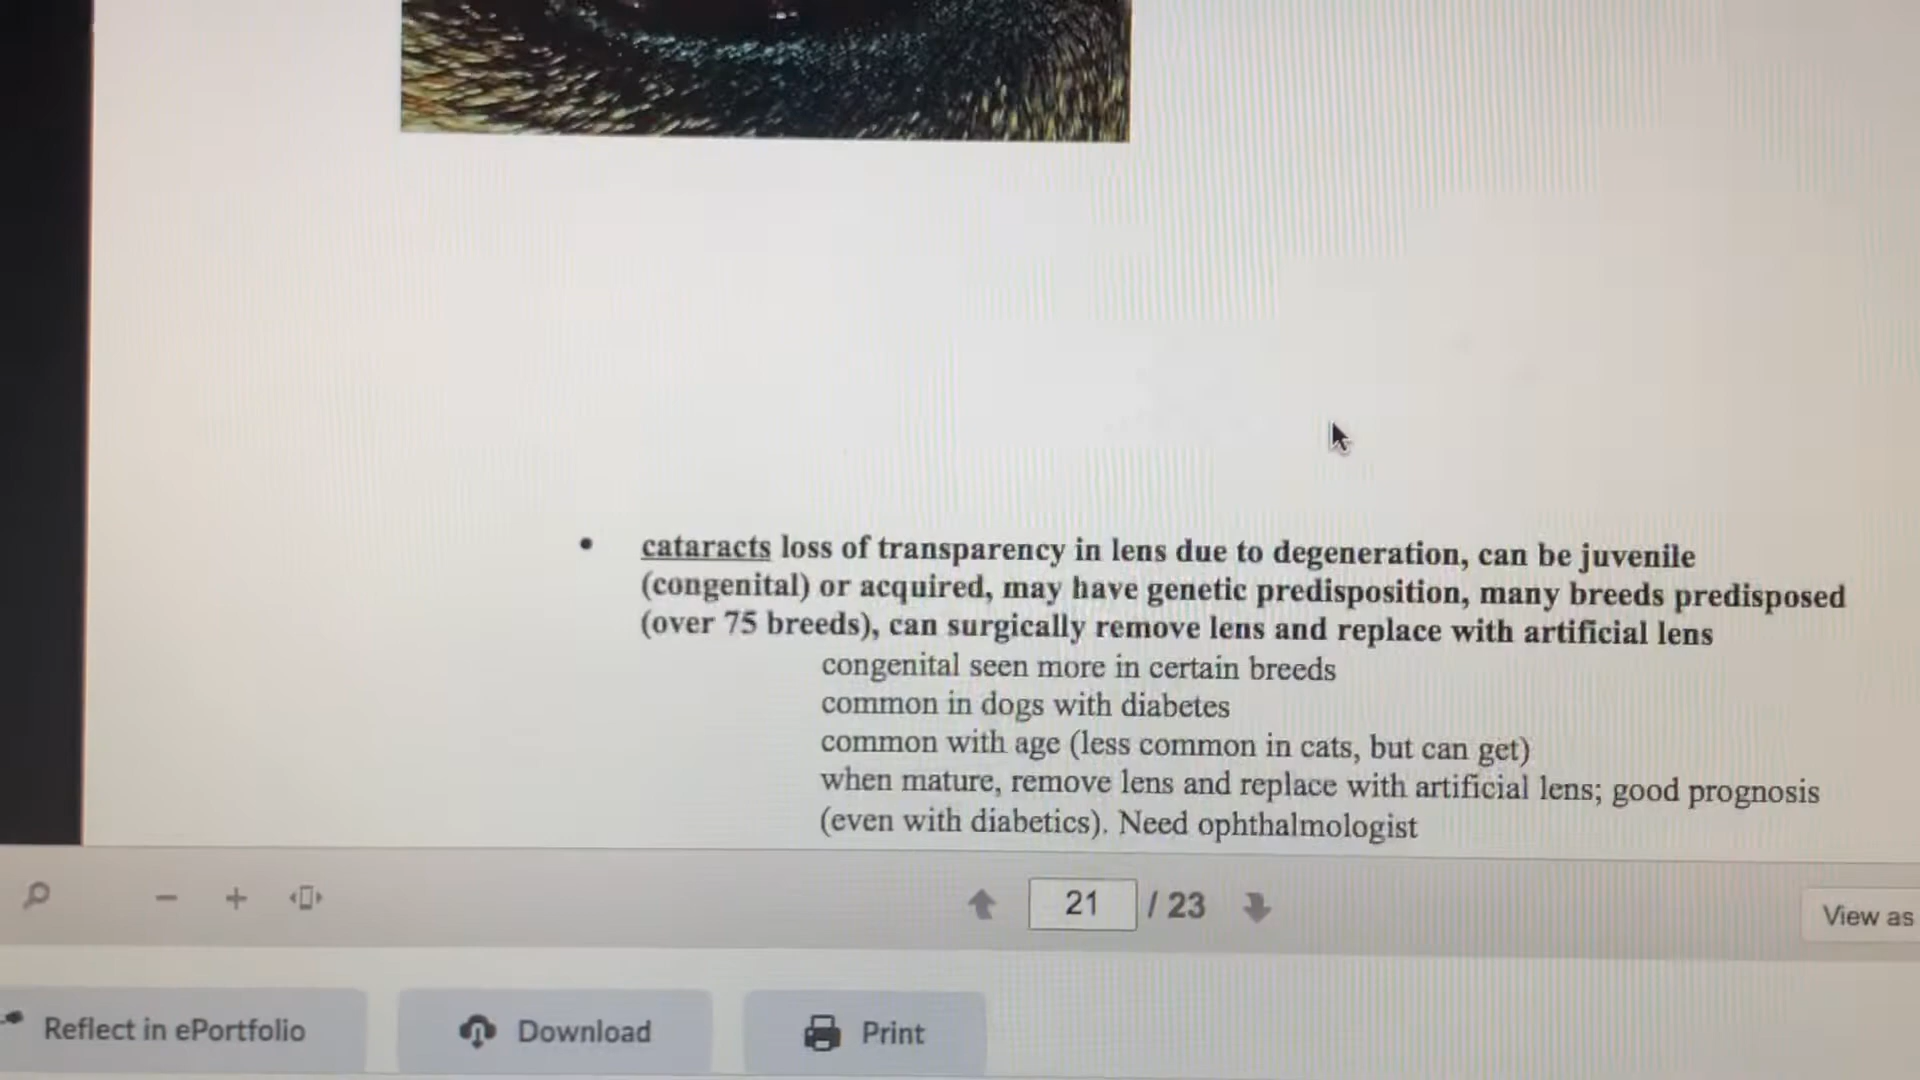 • cataracts loss of transparency in lens due to degeneration, can be juvenile
(congenital) or acquired, may have genetic predisposition, many breeds predisposed
(over 75 breeds), can surgically remove lens and replace with artificial lens
congenital seen more in certain breeds
common in dogs with diabetes
common with age (less common in cats, but can get)
when mature, remove lens and replace with artificial lens; good prognosis
(even with diabetics). Need ophthalmologist
21 / 23
View as
Reflect in ePortfolio
Download
Print